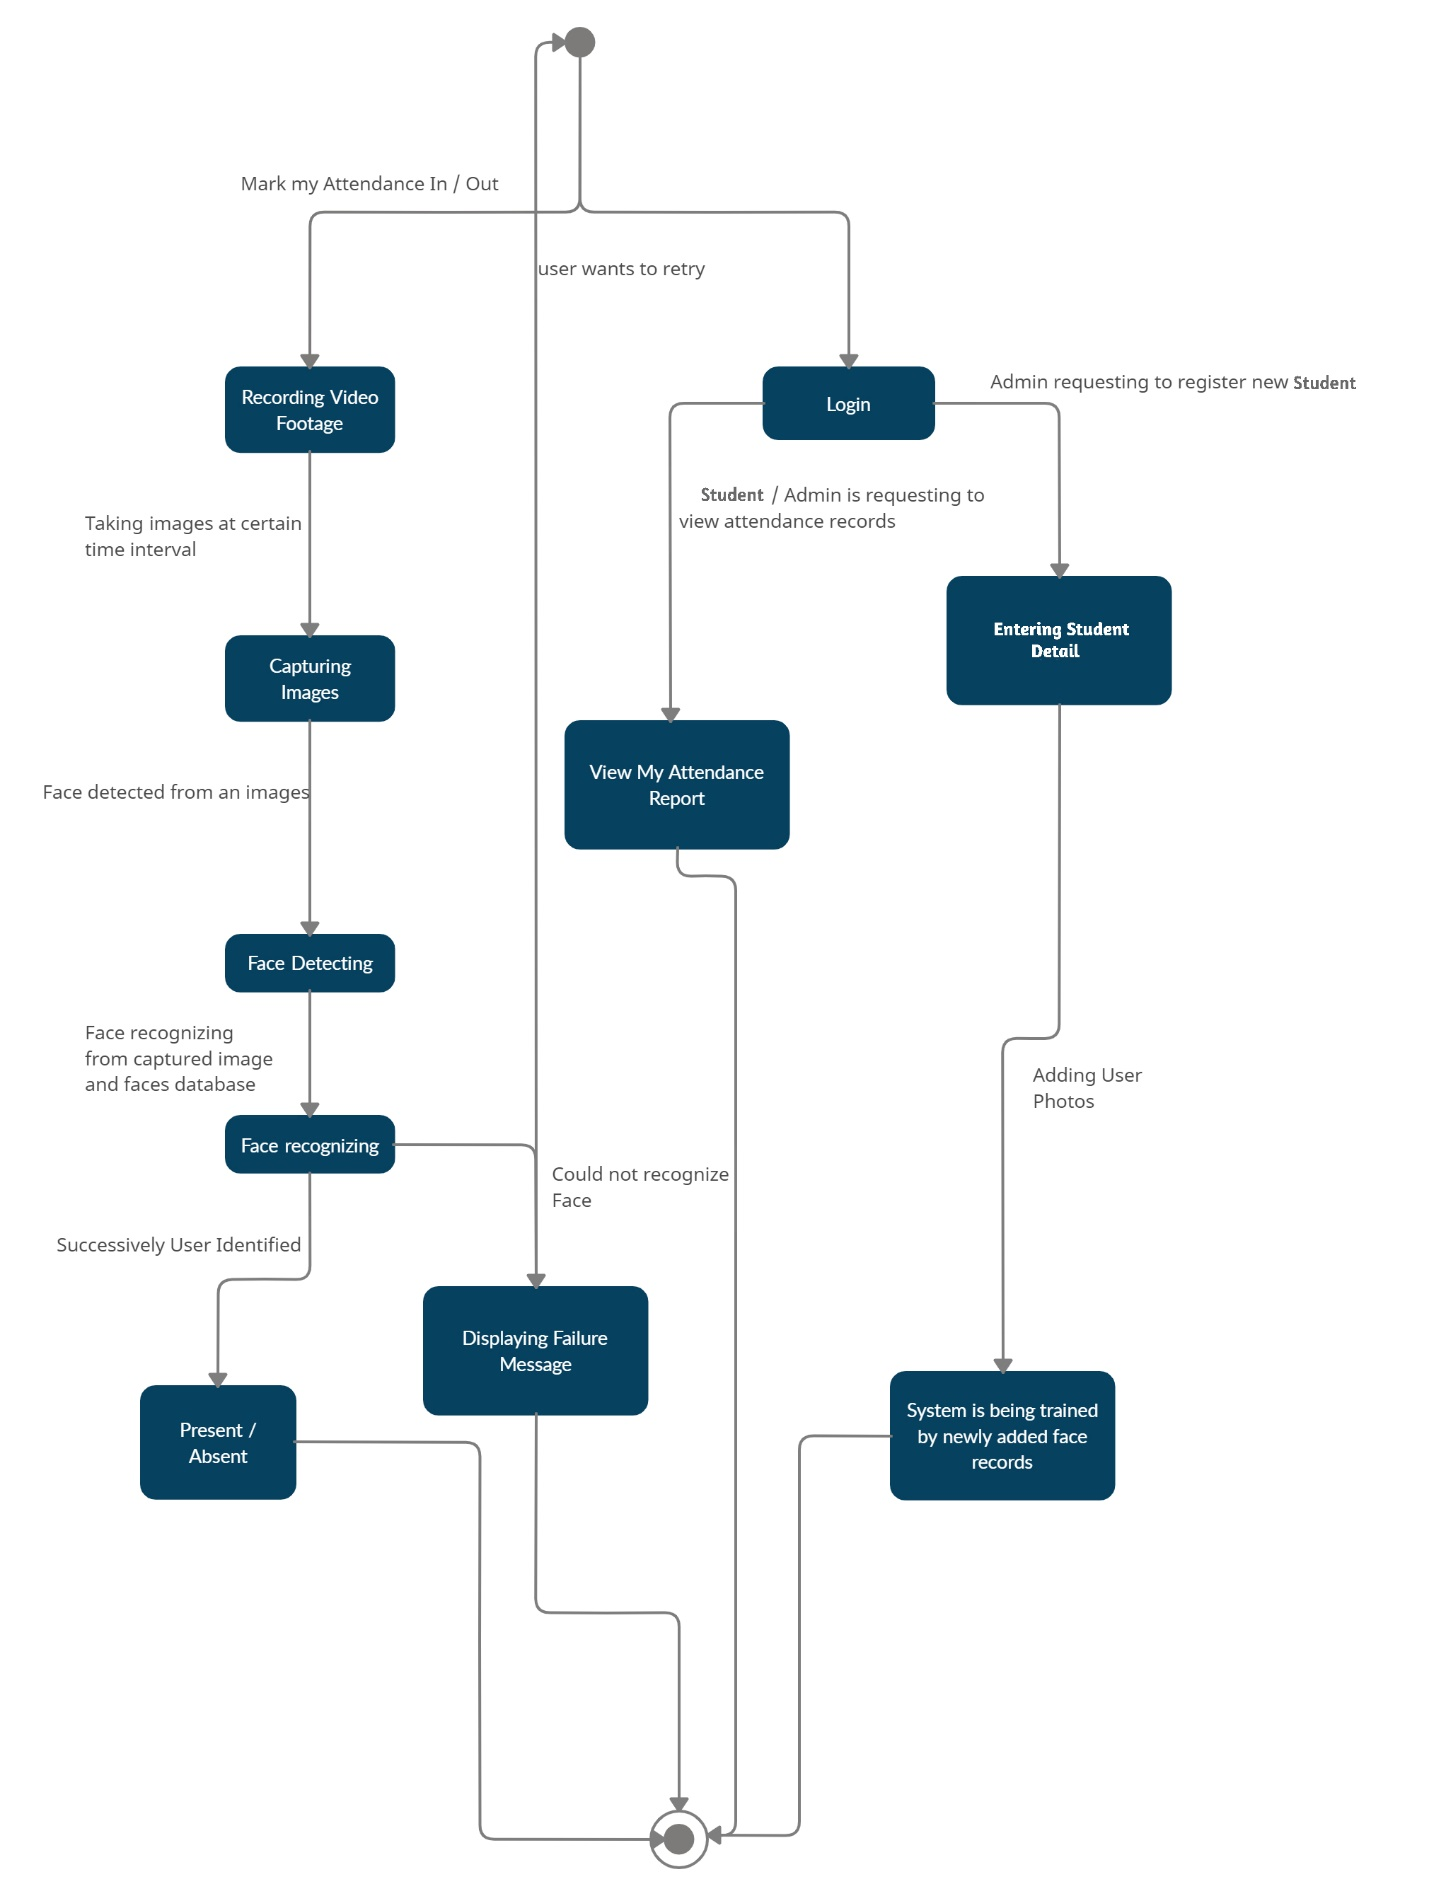 Mark my Attendance In / Out
user wants to retry
Recording Video
Footage
Login
Admin requesting to register new Student
Student / Admin is requesting to
view attendance records
Taking images at certain
time interval
Entering Student
Detail
Capturing
Images
View My Attendance
Report
Face detected from an images
Face Detecting
Face recognizing
from captured image
and faces database
Adding User
Photos
Face recognizing
Could not recognize
Face
Successively User Identified
Displaying Failure
Message
Present /
Absent
System is being trained
by newly added face
records